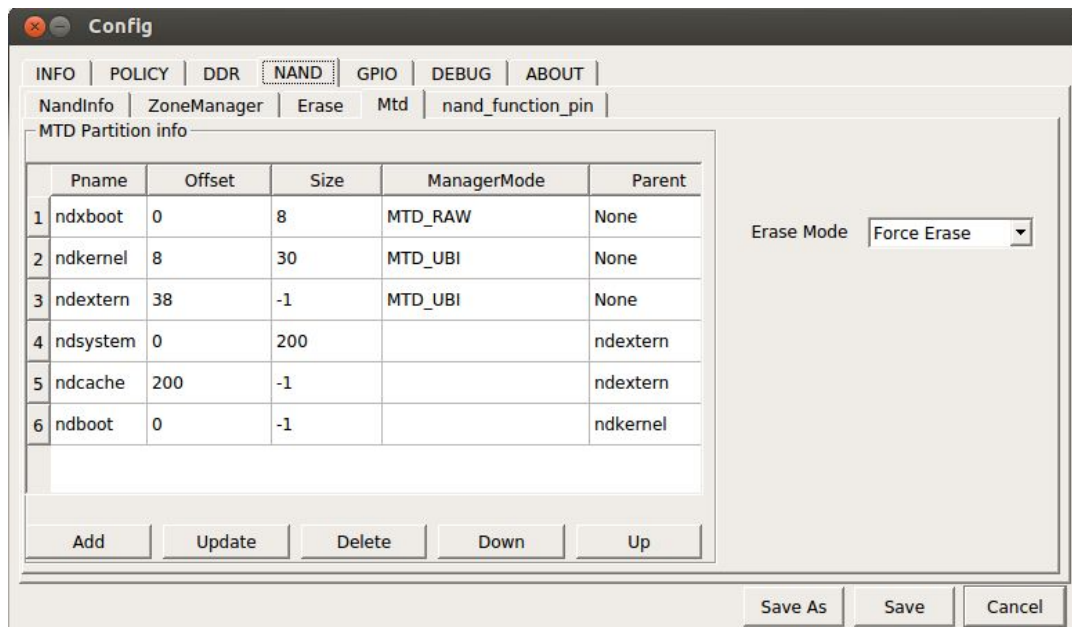 Config
INFO POLICY DDR NAND GPIO DEBUG ABOUT
NandInfo ZoneManager Erase Mtd nand_function_pin
MTD Partition info
Pname Offset Size ManagerMode Parent
1 ndxboot 0 8 MTD_RAW None
Erase Mode Force Erase
2 ndkernel 8 30 MTD_UBI None
3 ndextern 38 -1 MTD_UBI None
4 ndsystem 0 200 ndextern
5 ndcache 200 -1 ndextern
6 ndboot 0 -1 ndkernel
Add Update Delete Down Up
Save As Save Cancel